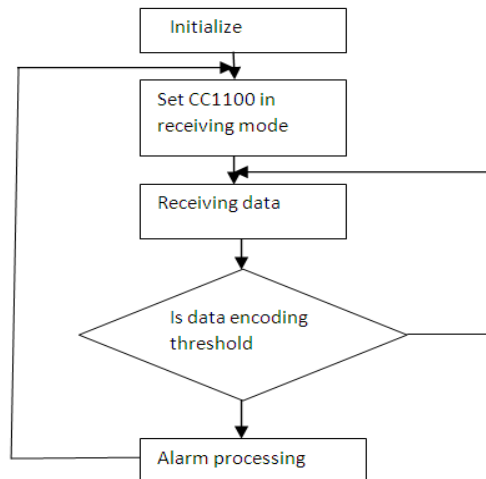 Initialize
Set CC1100 in
receiving mode
Receiving data
Is data encoding
threshold
Alarm processing